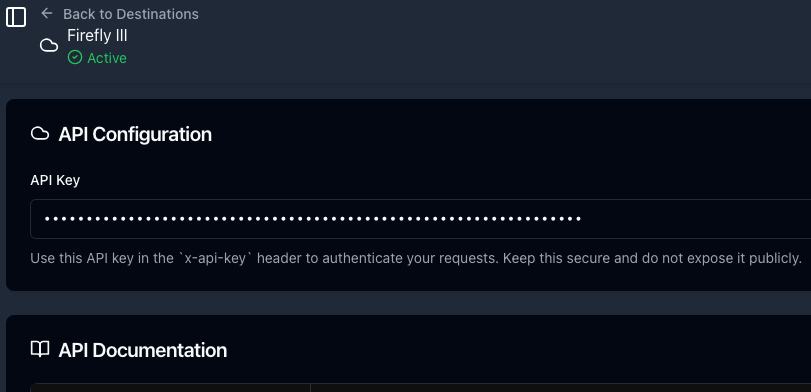 Back to Destinations
Firefly III
Active
API Configuration
API Key
••••••••••••••••••••••••••••••••••••••••••••••••••••••••••••••••
Use this API key in the `x-api-key` header to authenticate your requests. Keep this secure and do not expose it publicly.
API Documentation